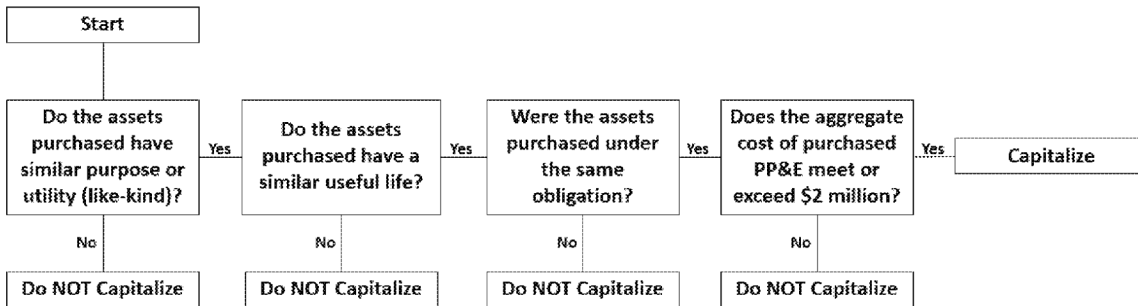 Start
Do the assets
purchased have
similar purpose or
utility (like-kind)?
Yes
Do the assets
purchased have a
similar useful life?
Yes
Were the assets
purchased under
the same
obligation?
Yes
Does the aggregate
cost of purchased
PP&E meet or
exceed $2 million?
Yes
Capitalize
No
No
No
No
Do NOT Capitalize
Do NOT Capitalize
Do NOT Capitalize
Do NOT Capitalize